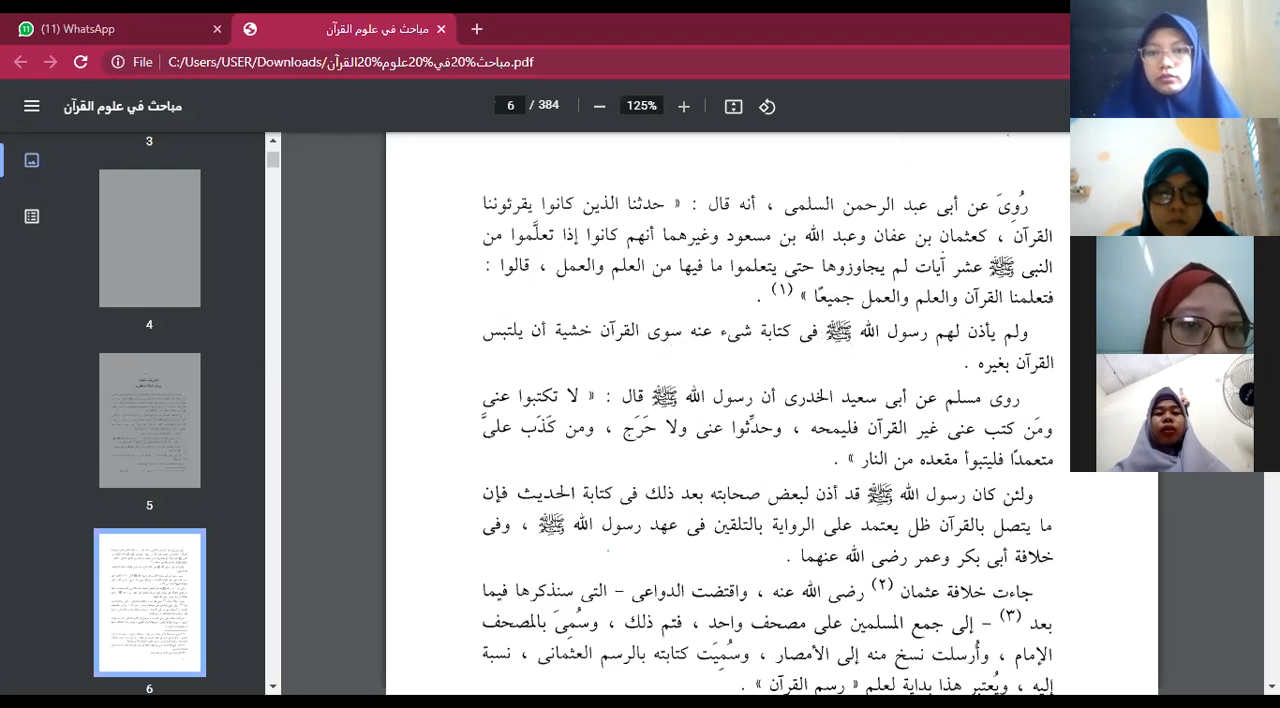 (11) WhatsApp
مباحث في علوم القرآن
File
C:/Users/USER/Downloads/مباحث%20في%20علوم%20القرآن.pdf
مباحث في علوم القرآن
6 / 384
125%
3
4
5
6
رُوِىَ عن أبى عبد الرحمن السلمى ، أنه قال : « حدثنا الذين كانوا يقرئوننا
القرآن ، كعثمان بن عفان وعبد الله بن مسعود وغيرهما أنهم كانوا إذا تعلَّموا من
النبى ﷺ عشر آيات لم يجاوزوها حتى يتعلموا ما فيها من العلم والعمل ، قالوا :
فتعلمنا القرآن والعلم والعمل جميعًا » (١) .
ولم يأذن لهم رسول الله ﷺ فى كتابة شىء عنه سوى القرآن خشية أن يلتبس
القرآن بغيره .
روى مسلم عن أبى سعيد الخدرى أن رسول الله ﷺ قال : « لا تكتبوا عنى
ومن كتب عنى غير القرآن فليمحه ، وحدِّثوا عنى ولا حَرَج ، ومن كَذَب علىَّ
متعمدًا فليتبوأ مقعده من النار » .
ولئن كان رسول الله ﷺ قد أذن لبعض صحابته بعد ذلك فى كتابة الحديث فإن
ما يتصل بالقرآن ظل يعتمد على الرواية بالتلقين فى عهد رسول الله ﷺ ، وفى
خلافة أبى بكر وعمر رضى الله عنهما .
جاءت خلافة عثمان (٢) رضى الله عنه ، واقتضت الدواعى – التى سنذكرها فيما
بعد (٣) – إلى جمع المسلمين على مصحف واحد ، فتم ذلك ، وسُمِىَ بالمصحف
الإمام ، وأُرسلت نسخ منه إلى الأمصار ، وسُمِيَت كتابته بالرسم العثمانى ، نسبة
إليه ، ويُعتبر هذا بداية لعلم « رسم القرآن » .